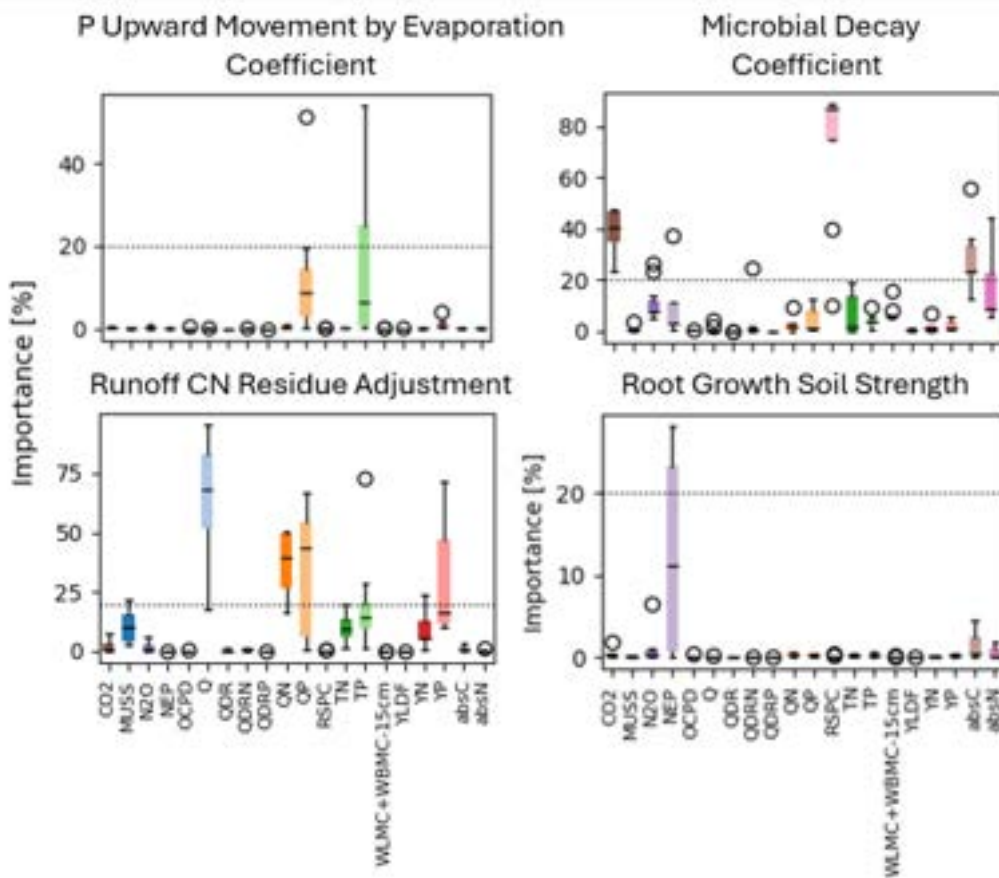 P Upward Movement by Evaporation
Coefficient
Microbial Decay
Coefficient
40
20
0
80
60
40
20
0
Importance [%]
Runoff CN Residue Adjustment
Root Growth Soil Strength
75
50
25
0
Importance [%]
20
10
0
CO2
MUSS
N2O
NEP
OCPD
Q
QDR
QDRN
QDRP
QN
QP
RSPC
TN
TP
WLMC+WBMC-15cm
YLDF
YN
YP
absC
absN
CO2
MUSS
N2O
NEP
OCPD
Q
QDR
QDRN
QDRP
QN
QP
RSPC
TN
TP
WLMC+WBMC-15cm
YLDF
YN
YP
absC
absN